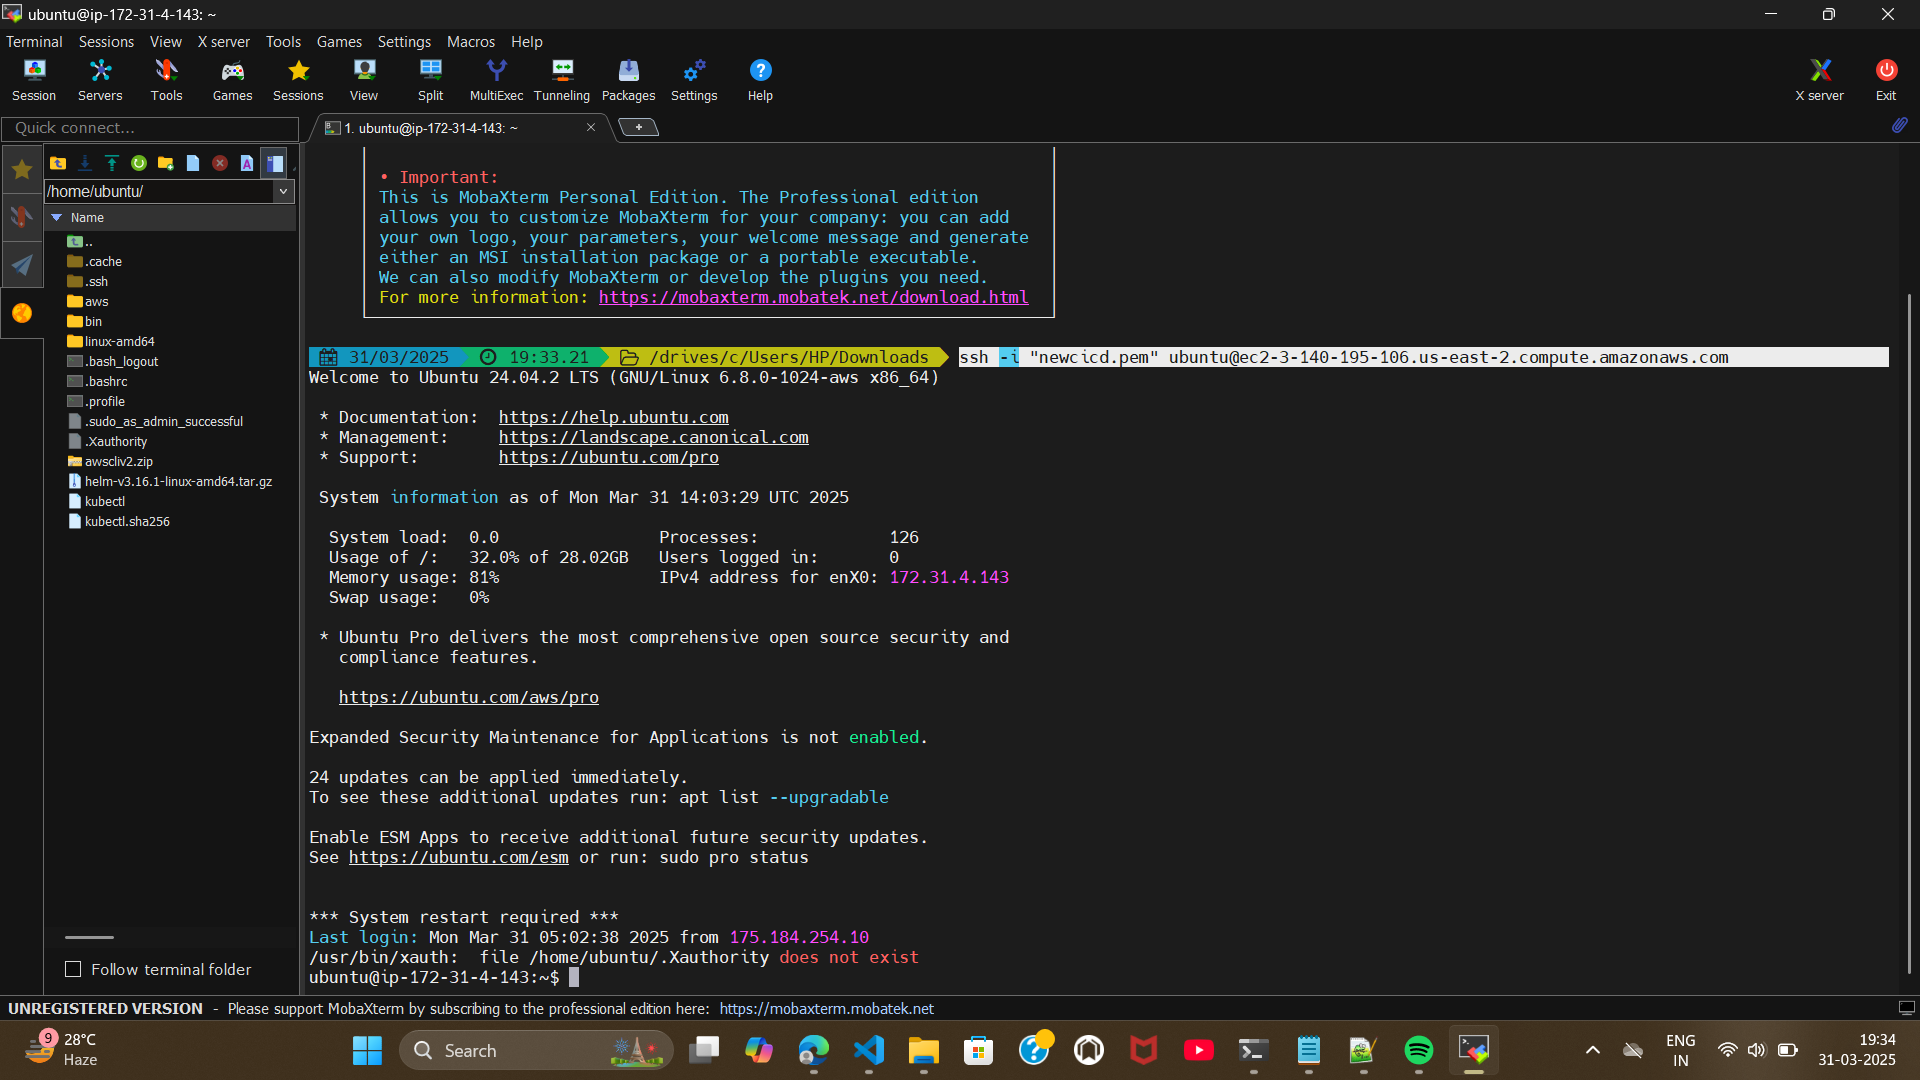 ubuntu@ip-172-31-4-143: ~
Terminal Sessions View X server Tools Games Settings Macros Help
Session Servers Tools Games Sessions View Split MultiExec Tunneling Packages Settings Help X server Exit
Quick connect...
1. ubuntu@ip-172-31-4-143: ~
/home/ubuntu/
Name
..
.cache
.ssh
aws
bin
linux-amd64
.bash_logout
.bashrc
.profile
.sudo_as_admin_successful
.Xauthority
awscliv2.zip
helm-v3.16.1-linux-amd64.tar.gz
kubectl
kubectl.sha256
Follow terminal folder
• Important:
This is MobaXterm Personal Edition. The Professional edition
allows you to customize MobaXterm for your company: you can add
your own logo, your parameters, your welcome message and generate
either an MSI installation package or a portable executable.
We can also modify MobaXterm or develop the plugins you need.
For more information: https://mobaxterm.mobatek.net/download.html
31/03/2025 19:33.21 /drives/c/Users/HP/Downloads ssh -i "newcicd.pem" ubuntu@ec2-3-140-195-106.us-east-2.compute.amazonaws.com
Welcome to Ubuntu 24.04.2 LTS (GNU/Linux 6.8.0-1024-aws x86_64)
* Documentation: https://help.ubuntu.com
* Management: https://landscape.canonical.com
* Support: https://ubuntu.com/pro
System information as of Mon Mar 31 14:03:29 UTC 2025
System load: 0.0 Processes: 126
Usage of /: 32.0% of 28.02GB Users logged in: 0
Memory usage: 81% IPv4 address for enX0: 172.31.4.143
Swap usage: 0%
* Ubuntu Pro delivers the most comprehensive open source security and
compliance features.
https://ubuntu.com/aws/pro
Expanded Security Maintenance for Applications is not enabled.
24 updates can be applied immediately.
To see these additional updates run: apt list --upgradable
Enable ESM Apps to receive additional future security updates.
See https://ubuntu.com/esm or run: sudo pro status
*** System restart required ***
Last login: Mon Mar 31 05:02:38 2025 from 175.184.254.10
/usr/bin/xauth: file /home/ubuntu/.Xauthority does not exist
ubuntu@ip-172-31-4-143:~$
UNREGISTERED VERSION - Please support MobaXterm by subscribing to the professional edition here: https://mobaxterm.mobatek.net
9 28°C
Haze
Search
ENG
IN
19:34
31-03-2025